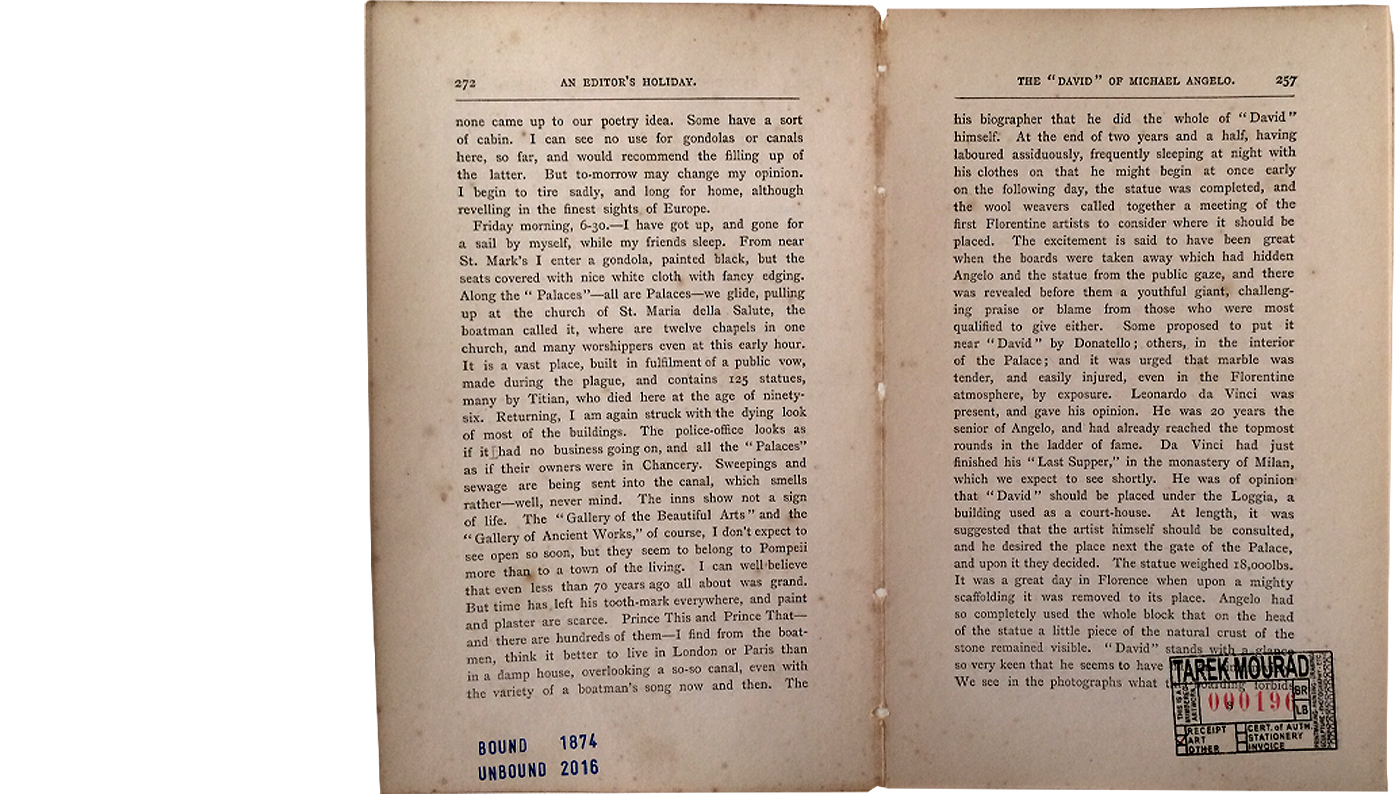 272 AN EDITOR'S HOLIDAY.
none came up to our poetry idea. Some have a sort
of cabin. I can see no use for gondolas or canals
here, so far, and would recommend the filling up of
the latter. But to-morrow may change my opinion.
I begin to tire sadly, and long for home, although
revelling in the finest sights of Europe.
Friday morning, 6-30.—I have got up, and gone for
a sail by myself, while my friends sleep. From near
St. Mark's I enter a gondola, painted black, but the
seats covered with nice white cloth with fancy edging.
Along the "Palaces"—all are Palaces—we glide, pulling
up at the church of St. Maria della Salute, the
boatman called it, where are twelve chapels in one
church, and many worshippers even at this early hour.
It is a vast place, built in fulfilment of a public vow,
made during the plague, and contains 125 statues,
many by Titian, who died here at the age of ninety-
six. Returning, I am again struck with the dying look
of most of the buildings. The police-office looks as
if it had no business going on, and all the "Palaces"
as if their owners were in Chancery. Sweepings and
sewage are being sent into the canal, which smells
rather—well, never mind. The inns show not a sign
of life. The "Gallery of the Beautiful Arts" and the
"Gallery of Ancient Works," of course, I don't expect to
see open so soon, but they seem to belong to Pompeii
more than to a town of the living. I can well believe
that even less than 70 years ago all about was grand.
But time has left his tooth-mark everywhere, and paint
and plaster are scarce. Prince This and Prince That—
and there are hundreds of them—I find from the boat-
men, think it better to live in London or Paris than
in a damp house, overlooking a so-so canal, even with
the variety of a boatman's song now and then. The
BOUND 1874
UNBOUND 2016
THE "DAVID" OF MICHAEL ANGELO. 257
his biographer that he did the whole of "David"
himself. At the end of two years and a half, having
laboured assiduously, frequently sleeping at night with
his clothes on that he might begin at once early
on the following day, the statue was completed, and
the wool weavers called together a meeting of the
first Florentine artists to consider where it should be
placed. The excitement is said to have been great
when the boards were taken away which had hidden
Angelo and the statue from the public gaze, and there
was revealed before them a youthful giant, challeng-
ing praise or blame from those who were most
qualified to give either. Some proposed to put it
near "David" by Donatello; others, in the interior
of the Palace; and it was urged that marble was
tender, and easily injured, even in the Florentine
atmosphere, by exposure. Leonardo da Vinci was
present, and gave his opinion. He was 20 years the
senior of Angelo, and had already reached the topmost
rounds in the ladder of fame. Da Vinci had just
finished his "Last Supper," in the monastery of Milan,
which we expect to see shortly. He was of opinion
that "David" should be placed under the Loggia, a
building used as a court-house. At length, it was
suggested that the artist himself should be consulted,
and he desired the place next the gate of the Palace,
and upon it they decided. The statue weighed 18,000lbs.
It was a great day in Florence when upon a mighty
scaffolding it was removed to its place. Angelo had
so completely used the whole block that on the head
of the statue a little piece of the natural crust of the
stone remained visible. "David" stands with a glance
so very keen that he seems to have
We see in the photographs what forbids
TAREK MOURAD
THIS IS A NUMBERED ARTWORK
BR
LB
RECEIPT
ART
OTHER
CERT. of AUTH.
STATIONERY
INVOICE